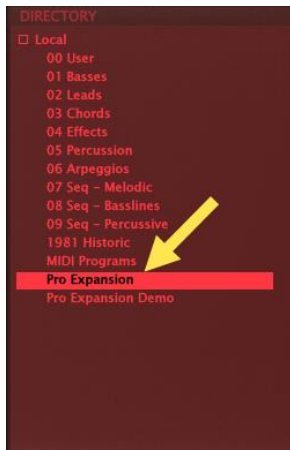 DIRECTORY
Local
00 User
01 Basses
02 Leads
03 Chords
04 Effects
05 Percussion
06 Arpeggios
07 Seq - Melodic
08 Seq - Basslines
09 Seq - Percussive
1981 Historic
MIDI Programs
Pro Expansion
Pro Expansion Demo